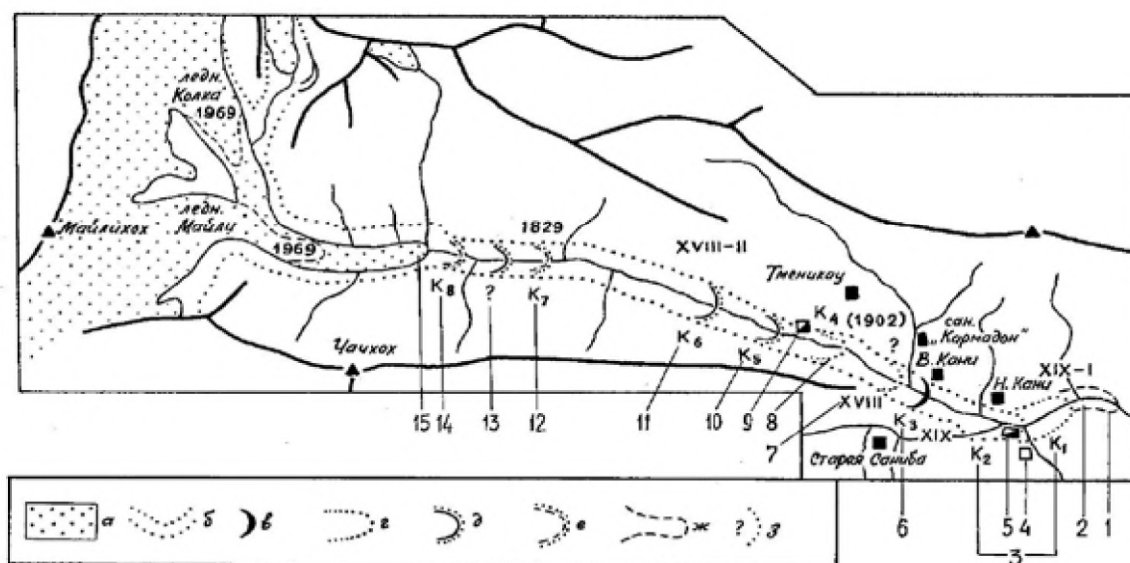 ледн.
Колка
1969
ледн.
Майли
Майлихох
1969
1829
XVIII-II
Тменикау
K4 (1902)
?
сан.
„Кармадон"
В. Кани
Н. Кани
XIX-I
K8
?
K7
K6
K5
Чаихох
XVIII
K3
XIX
K2
K1
Старая Саниба
15 14 13 12 11 10 9 8 7 6 5 4 2 1
3
а б в г д е ж ? з